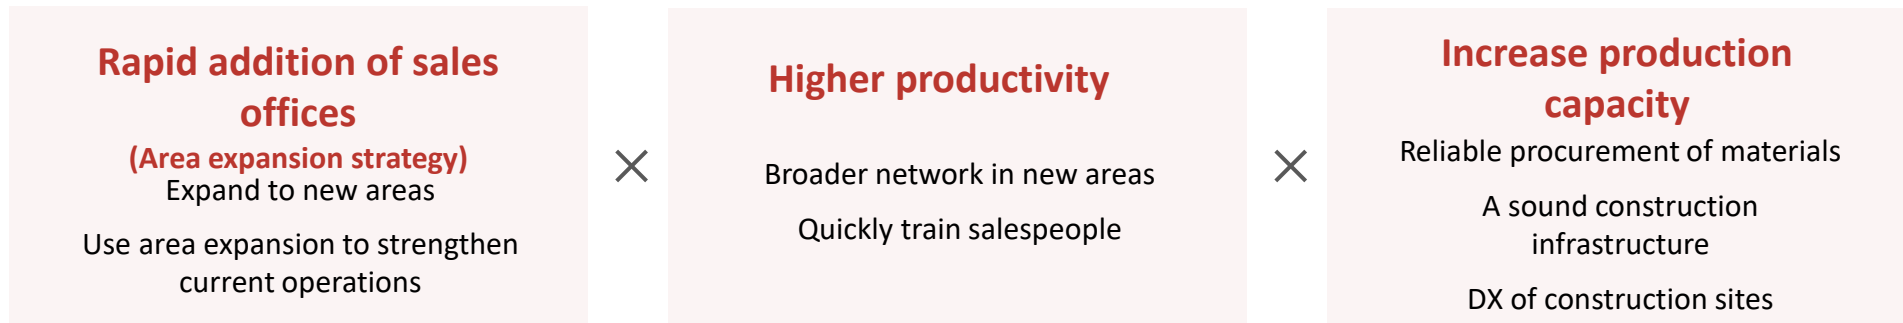 Rapid addition of sales
offices
(Area expansion strategy)
Expand to new areas
Use area expansion to strengthen
current operations
×
Higher productivity
Broader network in new areas
Quickly train salespeople
×
Increase production
capacity
Reliable procurement of materials
A sound construction
infrastructure
DX of construction sites